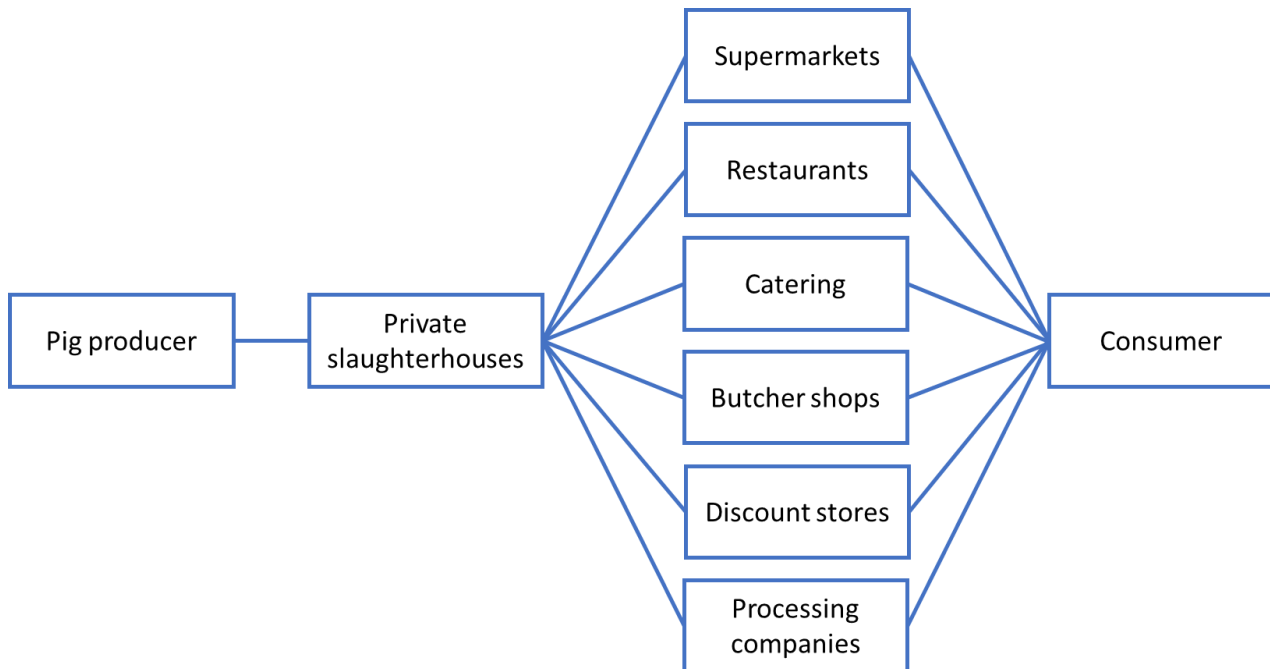 Supermarkets
Restaurants
Catering
Pig producer
Private
slaughterhouses
Consumer
Butcher shops
Discount stores
Processing
companies